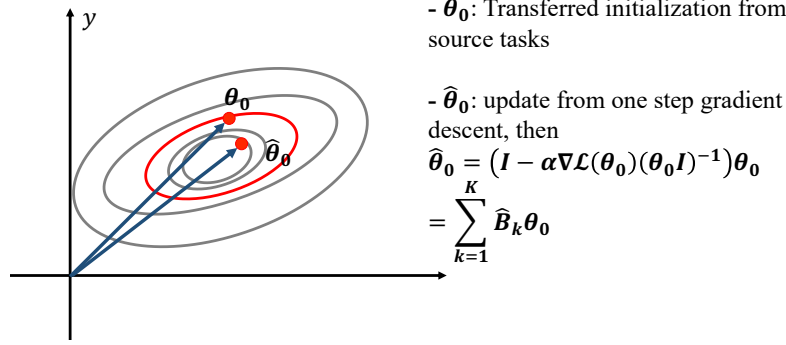 y
θ₀
θ̂₀
- θ₀: Transferred initialization from
source tasks
- θ̂₀: update from one step gradient
descent, then
θ̂₀ = (I − α∇ℒ(θ₀)(θ₀I)⁻¹)θ₀
= ∑ₖ₌₁ᴷ B̂ₖθ₀